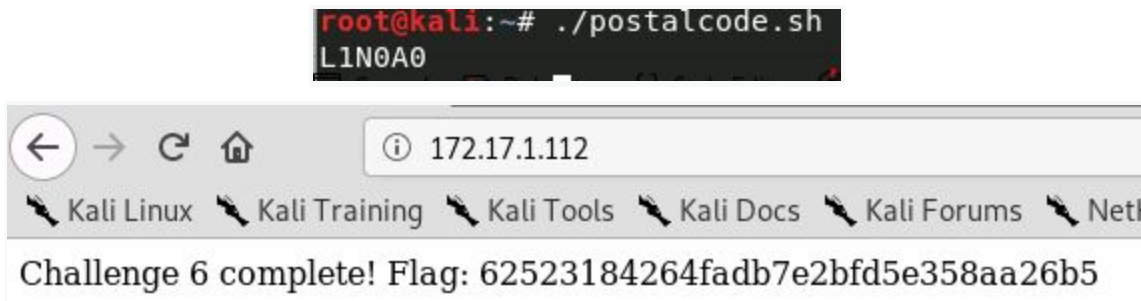 root@kali:~# ./postalcode.sh
L1N0A0
172.17.1.112
Kali Linux Kali Training Kali Tools Kali Docs Kali Forums
Challenge 6 complete! Flag: 62523184264fadb7e2bfd5e358aa26b5